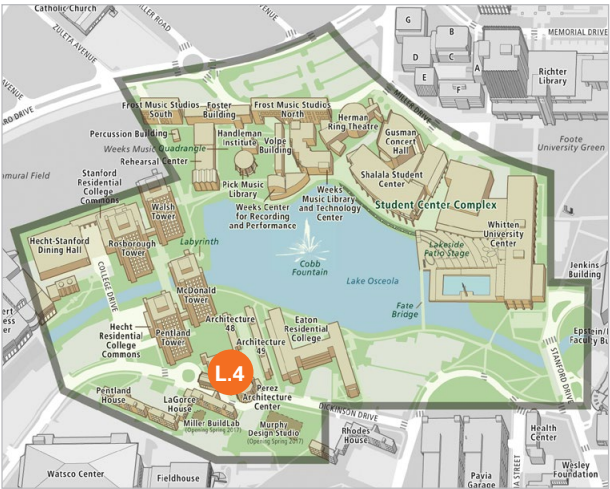 Catholic Church
MILLER ROAD
ZULETA AVENUE
AVENUE
MEMORIAL DRIVE
G
B
D
C
A
E
F
Richter
Library
MILLER DRIVE
Frost Music Studios
South
Foster
Building
Frost Music Studios
North
Herman
Ring Theatre
Gusman
Concert
Hall
Foote
University Green
Percussion Building
Handleman
Institute
Volpe
Building
Weeks Music Quadrangle
Rehearsal Center
Shalala Student
Center
Stanford
Residential
College
Commons
Pick Music
Library
Weeks
Music Library
and Technology
Center
Weeks Center
for Recording
and Performance
Student Center Complex
Walsh
Tower
Whitten
University
Center
Hecht-Stanford
Dining Hall
Rosborough
Tower
Labyrinth
Lakeside
Patio Stage
Cobb
Fountain
Lake Osceola
Jenkins
Building
COLLEGE DRIVE
McDonald
Tower
Fate
Bridge
Hecht
Residential
College
Commons
Pentland
Tower
Architecture
48
Architecture
49
Eaton
Residential
College
STANFORD DRIVE
L.4
Pentland
House
LaGorce
House
Perez
Architecture
Center
DICKINSON DRIVE
Miller BuildLab
(Opening Spring 2017)
Murphy
Design Studio
(Opening Spring 2017)
Rhodes
House
Health
Center
Watsco Center
Fieldhouse
Pavia
Garage
Wesley
Foundation